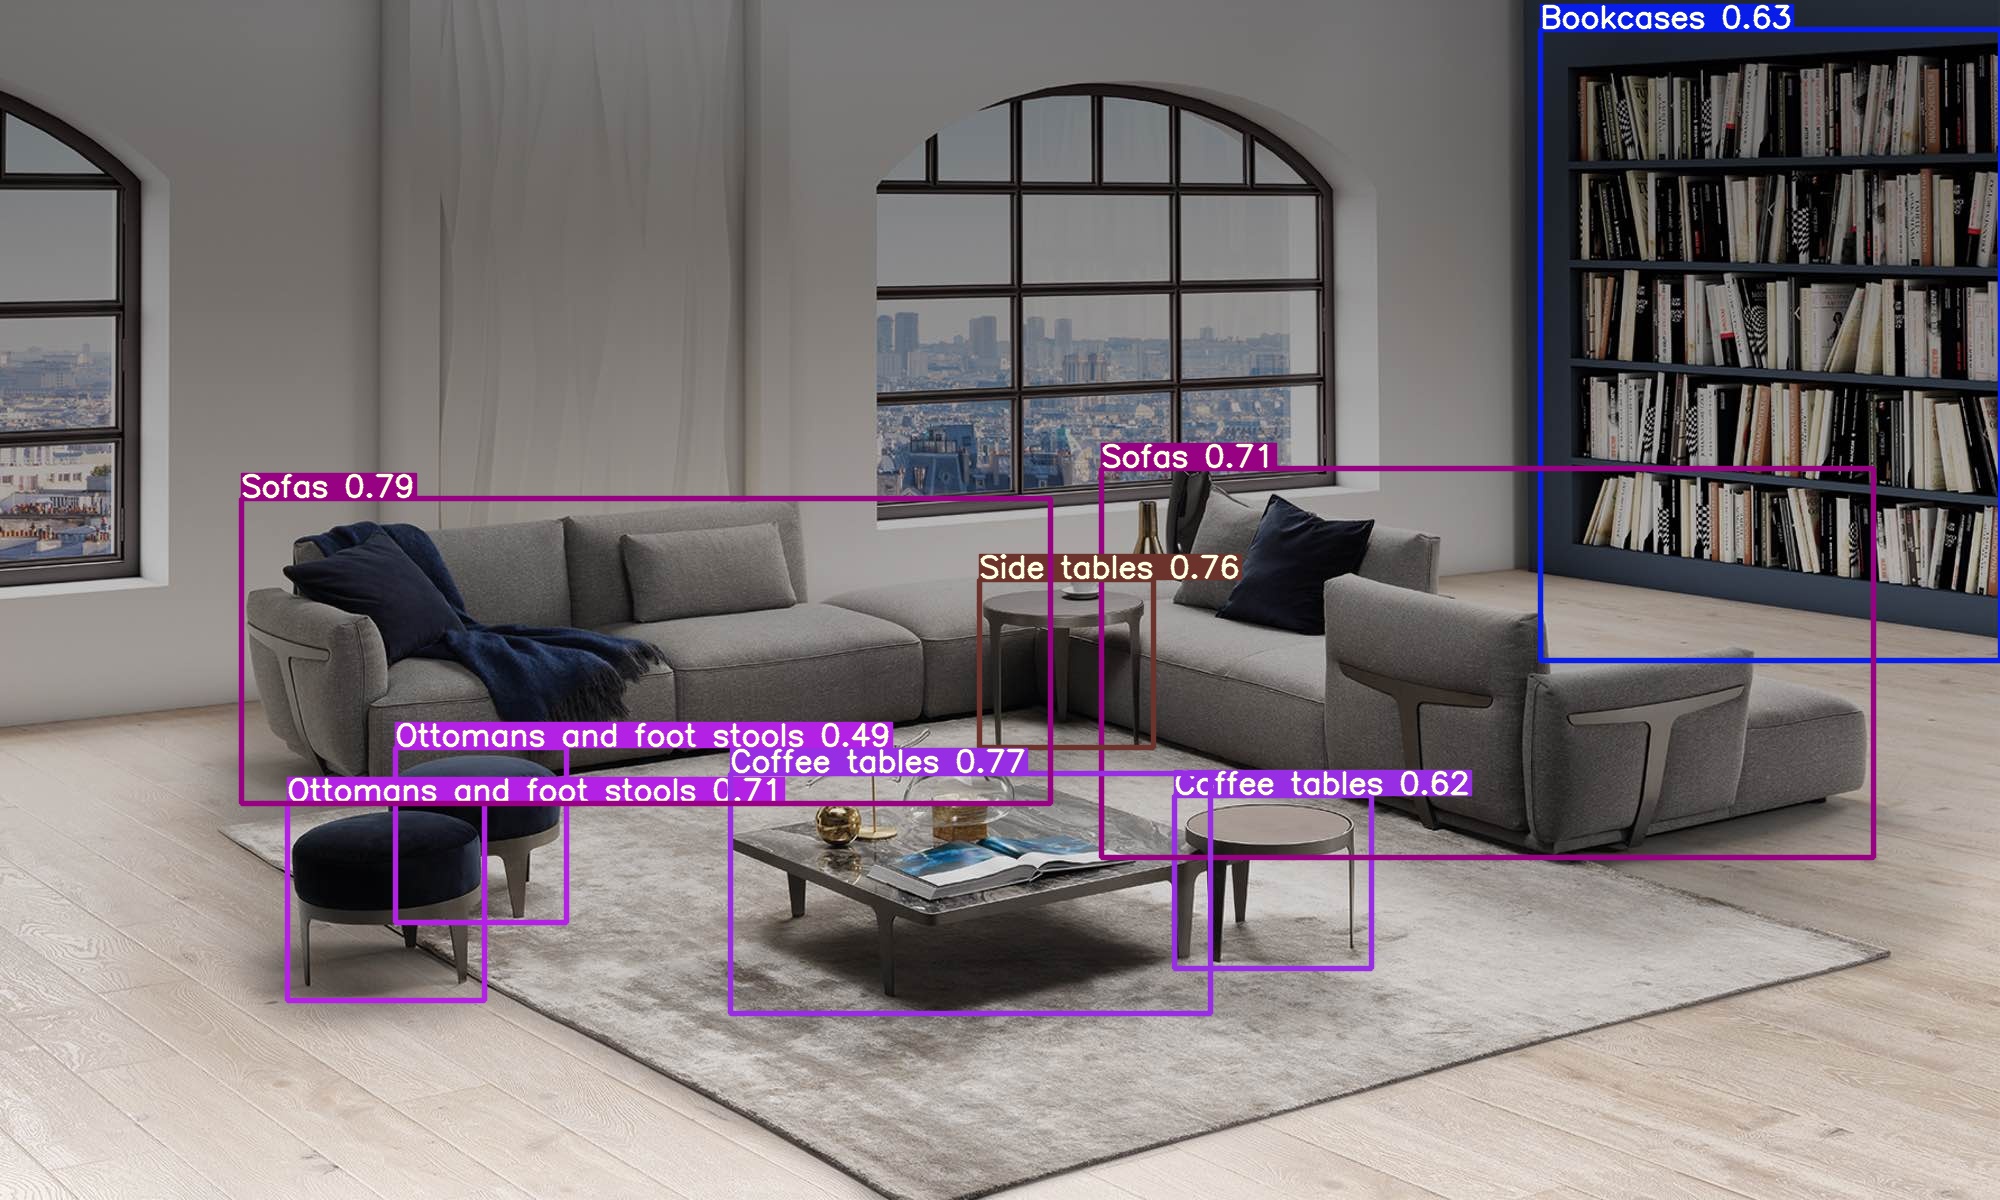 Bookcases 0.63
Sofas 0.71
Sofas 0.79
Side tables 0.76
Ottomans and foot stools 0.49
Coffee tables 0.77
Coffee tables 0.62
Ottomans and foot stools 0.71